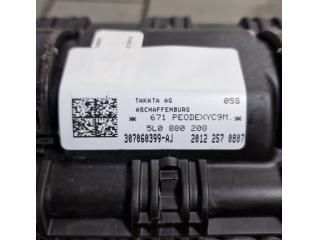 TAKATA AG 05S
ASCHAFFENBURG
** 671 PEODEXYC9M. **
5L0 880 208
307060399-AJ 2012 257 0807